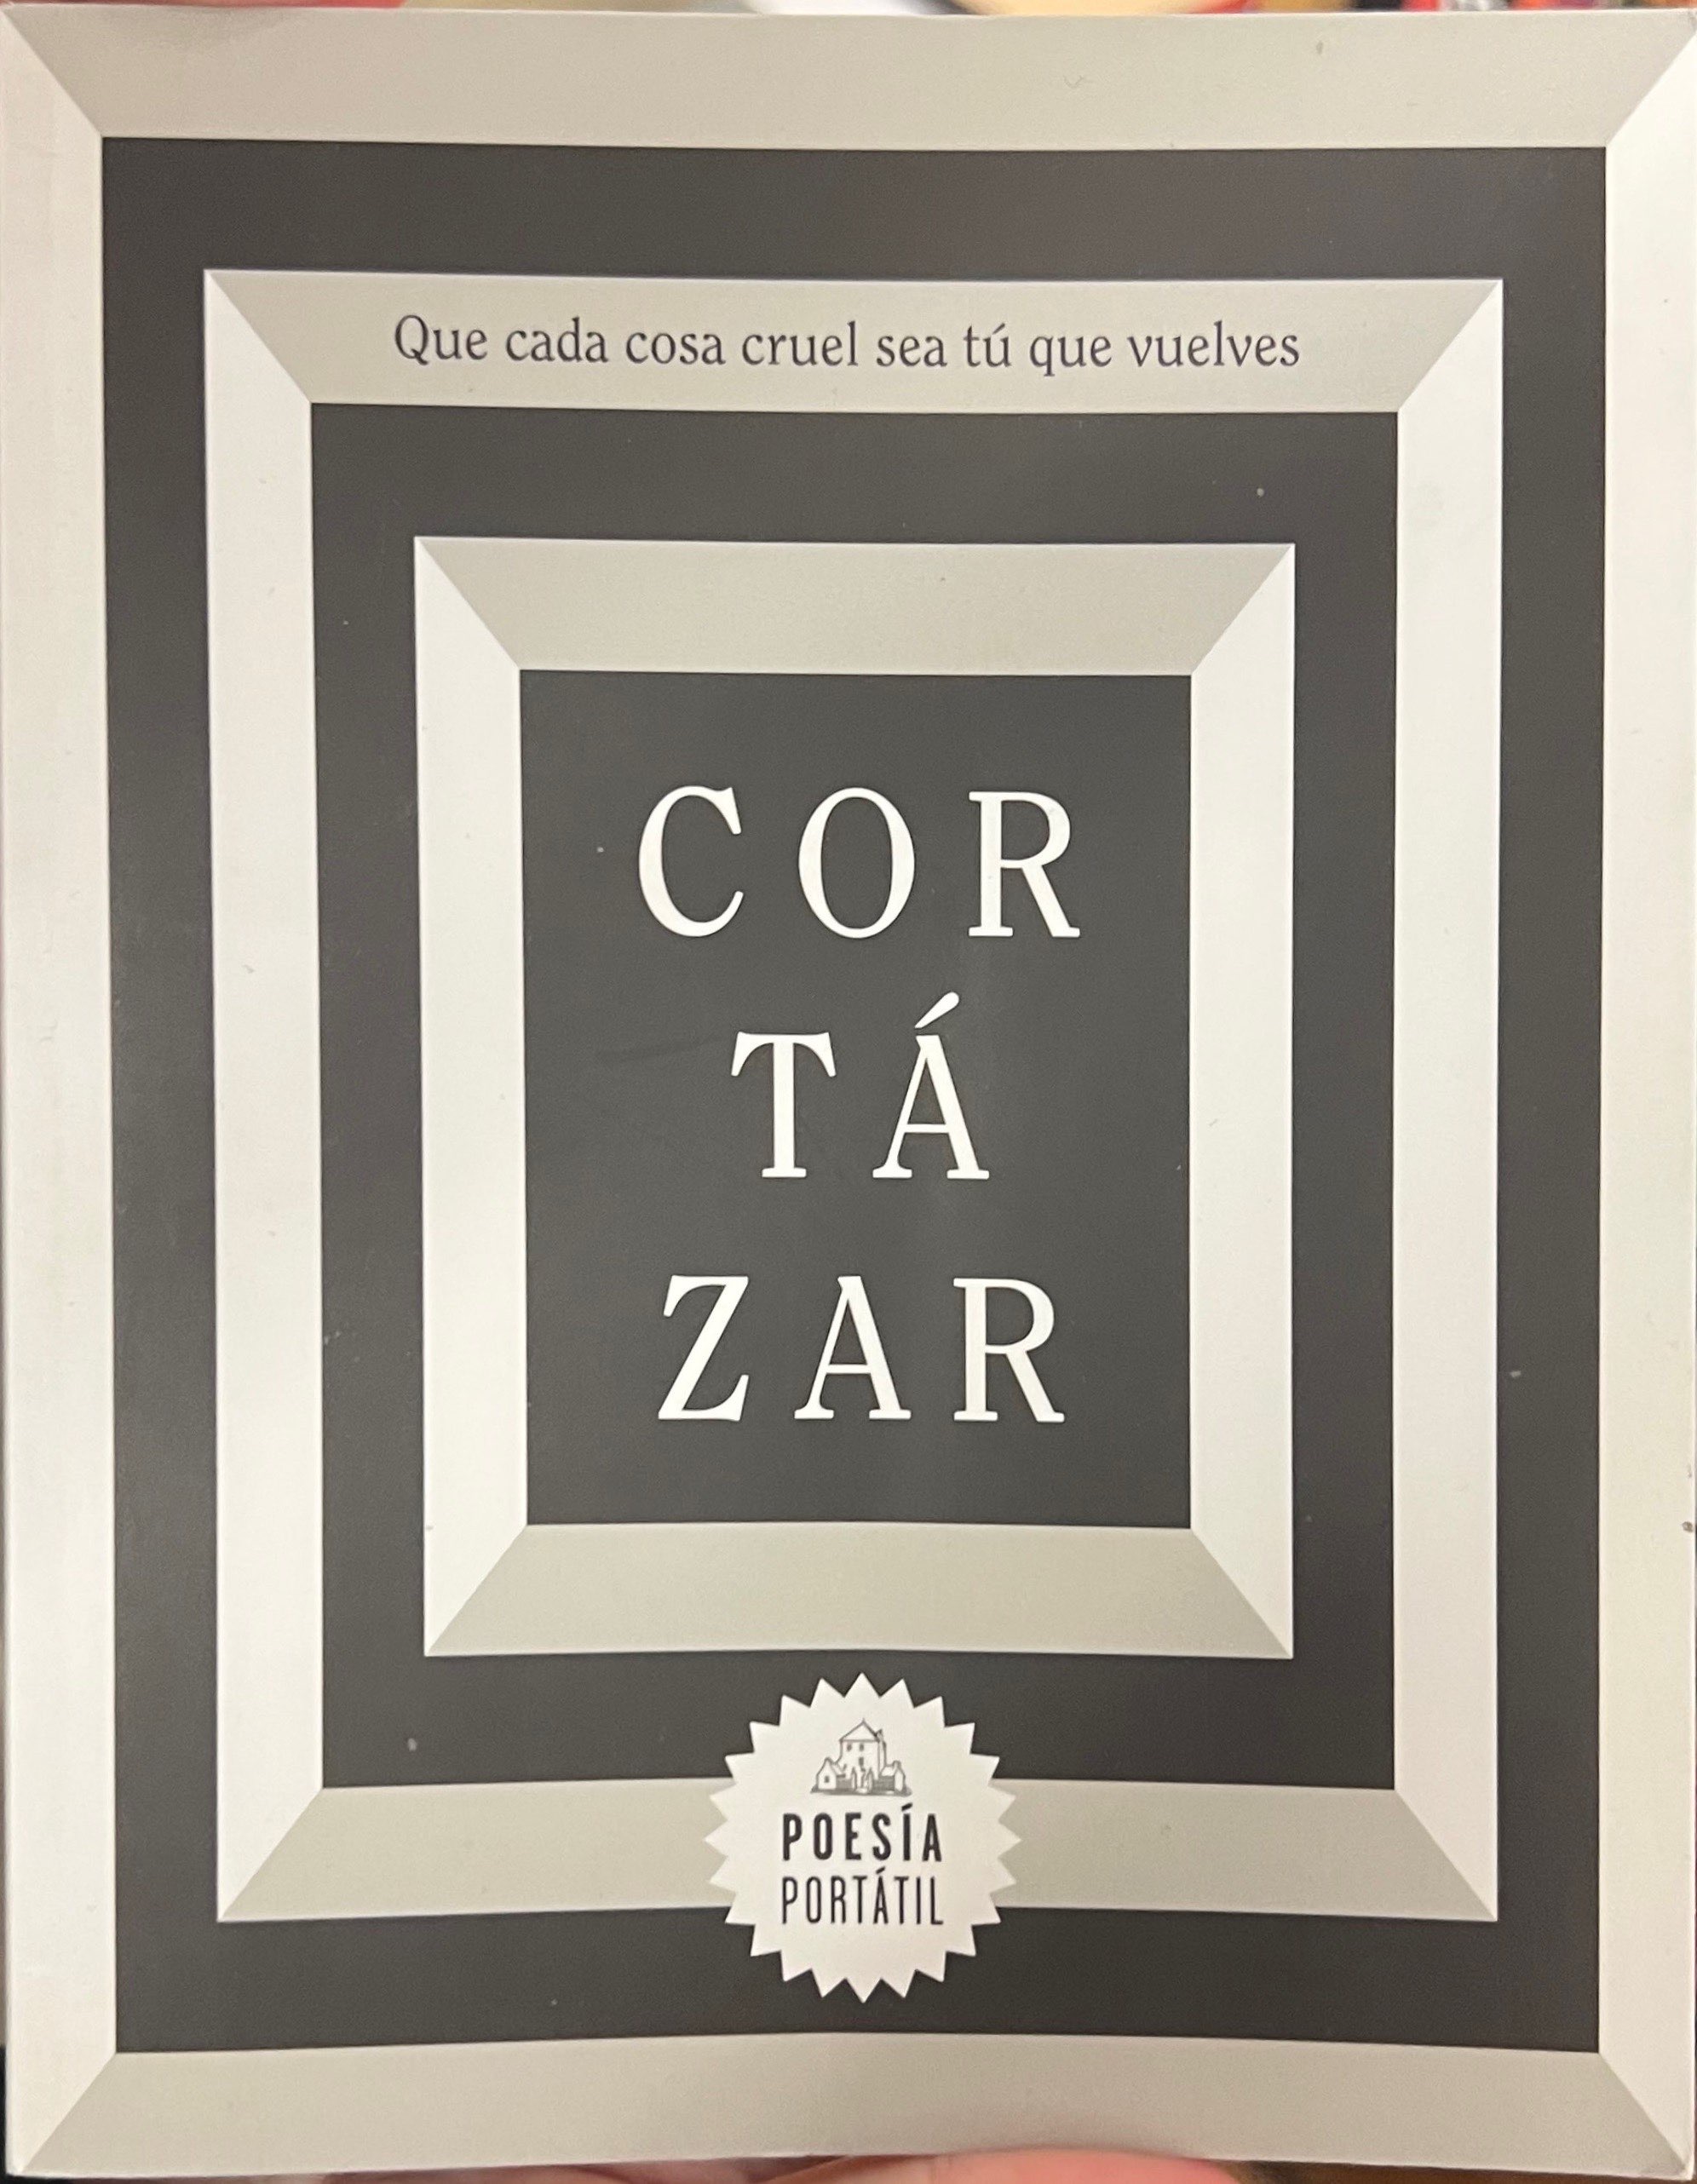 Que cada cosa cruel sea tú que vuelves
COR
TÁ
ZAR
POESÍA
PORTÁTIL